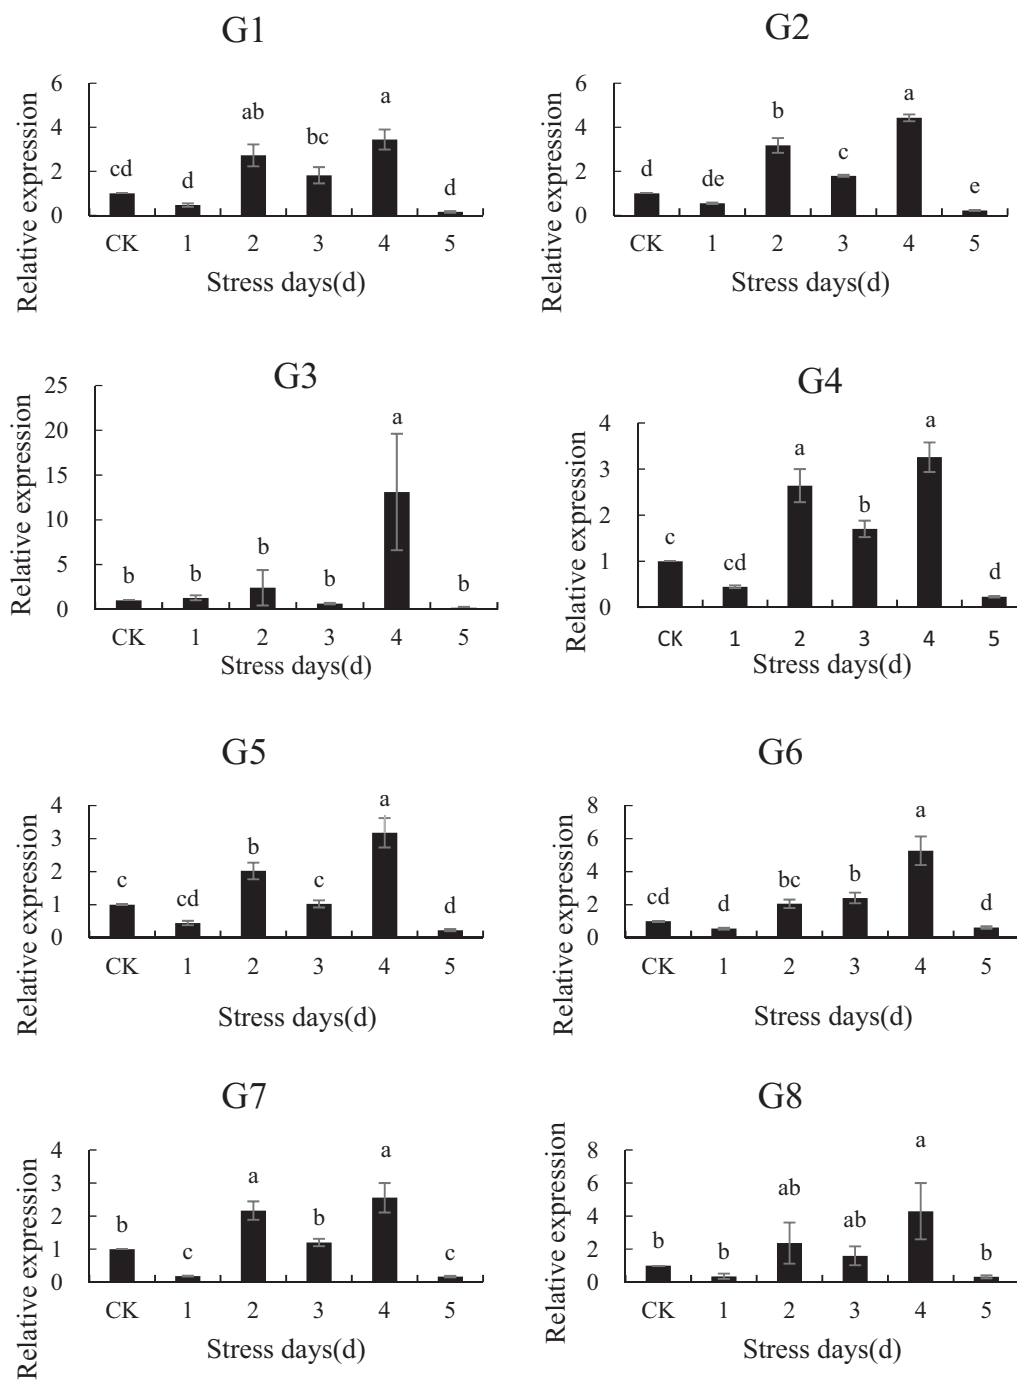 G1
Relative expression
6
4
2
0
cd
d
ab
bc
a
d
CK 1 2 3 4 5
Stress days(d)
G2
Relative expression
6
4
2
0
d
de
b
c
a
e
CK 1 2 3 4 5
Stress days(d)
G3
Relative expression
25
20
15
10
5
0
b
b
b
b
a
b
CK 1 2 3 4 5
Stress days(d)
G4
Relative expression
4
3
2
1
0
c
cd
a
b
a
d
CK 1 2 3 4 5
Stress days(d)
G5
Relative expression
4
3
2
1
0
c
cd
b
c
a
d
CK 1 2 3 4 5
Stress days(d)
G6
Relative expression
8
6
4
2
0
cd
d
bc
b
a
d
CK 1 2 3 4 5
Stress days(d)
G7
Relative expression
4
3
2
1
0
b
c
a
b
a
c
CK 1 2 3 4 5
Stress days(d)
G8
Relative expression
8
6
4
2
0
b
b
ab
ab
a
b
CK 1 2 3 4 5
Stress days(d)